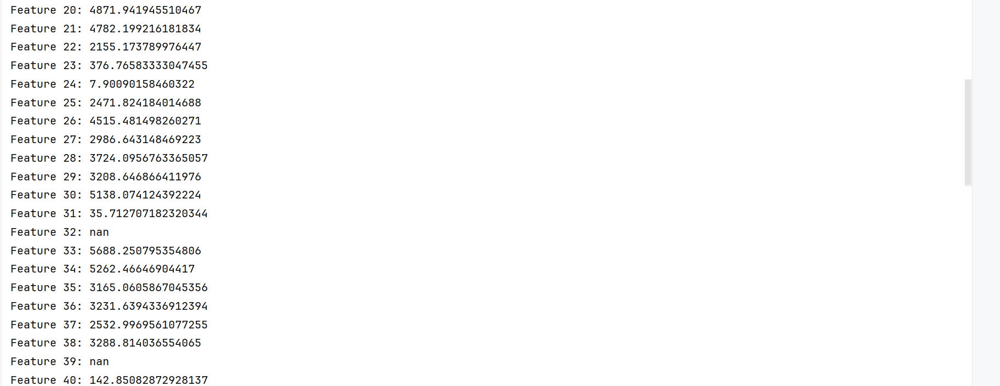 Feature 20: 4871.941945510467
Feature 21: 4782.199216181834
Feature 22: 2155.173789976447
Feature 23: 376.76583333047455
Feature 24: 7.90090158460322
Feature 25: 2471.824184014688
Feature 26: 4515.481498260271
Feature 27: 2986.643148469223
Feature 28: 3724.0956763365057
Feature 29: 3208.646866411976
Feature 30: 5138.074124392224
Feature 31: 35.712707182320344
Feature 32: nan
Feature 33: 5688.250795354806
Feature 34: 5262.46646904417
Feature 35: 3165.0605867045356
Feature 36: 3231.6394336912394
Feature 37: 2532.9969561077255
Feature 38: 3288.814036554065
Feature 39: nan
Feature 40: 142.85082872928137